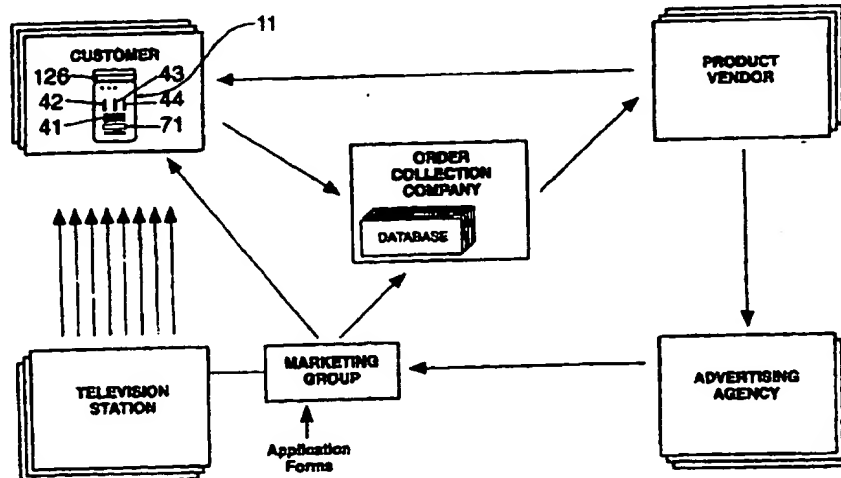 11
CUSTOMER
126
43
42
44
41
71
PRODUCT
VENDOR
ORDER
COLLECTION
COMPANY
DATABASE
TELEVISION
STATION
MARKETING
GROUP
ADVERTISING
AGENCY
Application
Forms